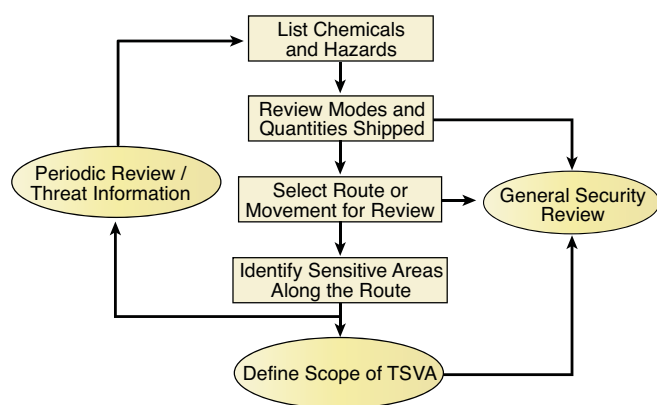 List Chemicals
and Hazards
Review Modes and
Quantities Shipped
Periodic Review /
Threat Information
Select Route or
Movement for Review
General Security
Review
Identify Sensitive Areas
Along the Route
Define Scope of TSVA